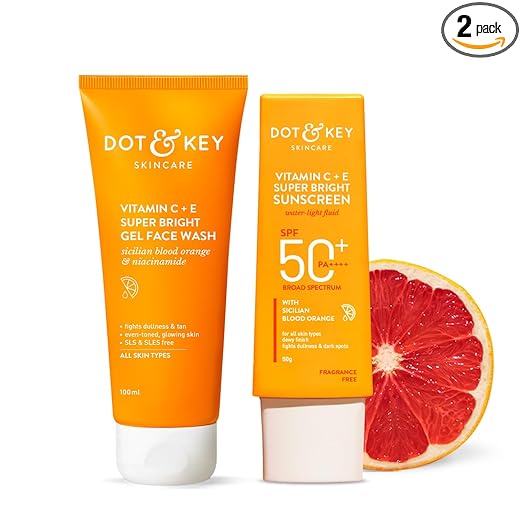 2 pack
DOT & KEY
SKINCARE
VITAMIN C + E
SUPER BRIGHT
GEL FACE WASH
sicilian blood orange
& niacinamide
• fights dullness & tan
• even-toned, glowing skin
• SLS & SLES free
ALL SKIN TYPES
100ml
DOT & KEY
SKINCARE
VITAMIN C + E
SUPER BRIGHT
SUNSCREEN
water-light fluid
SPF
50+
PA++++
BROAD SPECTRUM
WITH
SICILIAN
BLOOD ORANGE
for all skin types
dewy finish
fights dullness & dark spots
50g
FRAGRANCE
FREE